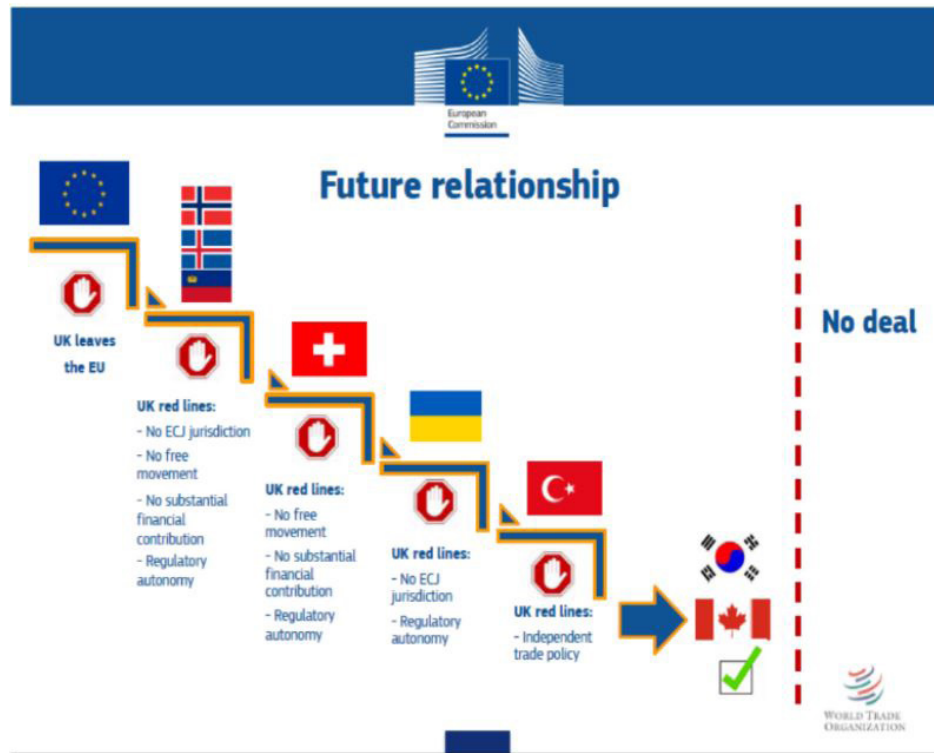 European
Commission
Future relationship
UK leaves
the EU
UK red lines:
- No ECJ jurisdiction
- No free
movement
- No substantial
financial
contribution
- Regulatory
autonomy
UK red lines:
- No free
movement
- No substantial
financial
contribution
- Regulatory
autonomy
UK red lines:
- No ECJ
jurisdiction
- Regulatory
autonomy
UK red lines:
- Independent
trade policy
No deal
WORLD TRADE
ORGANIZATION